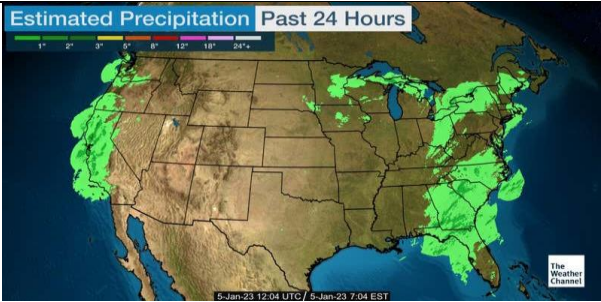 Estimated Precipitation Past 24 Hours
1" 2" 3" 5" 8" 12" 18" 24"+
The
Weather
Channel
5-Jan-23 12:04 UTC / 5-Jan-23 7:04 EST